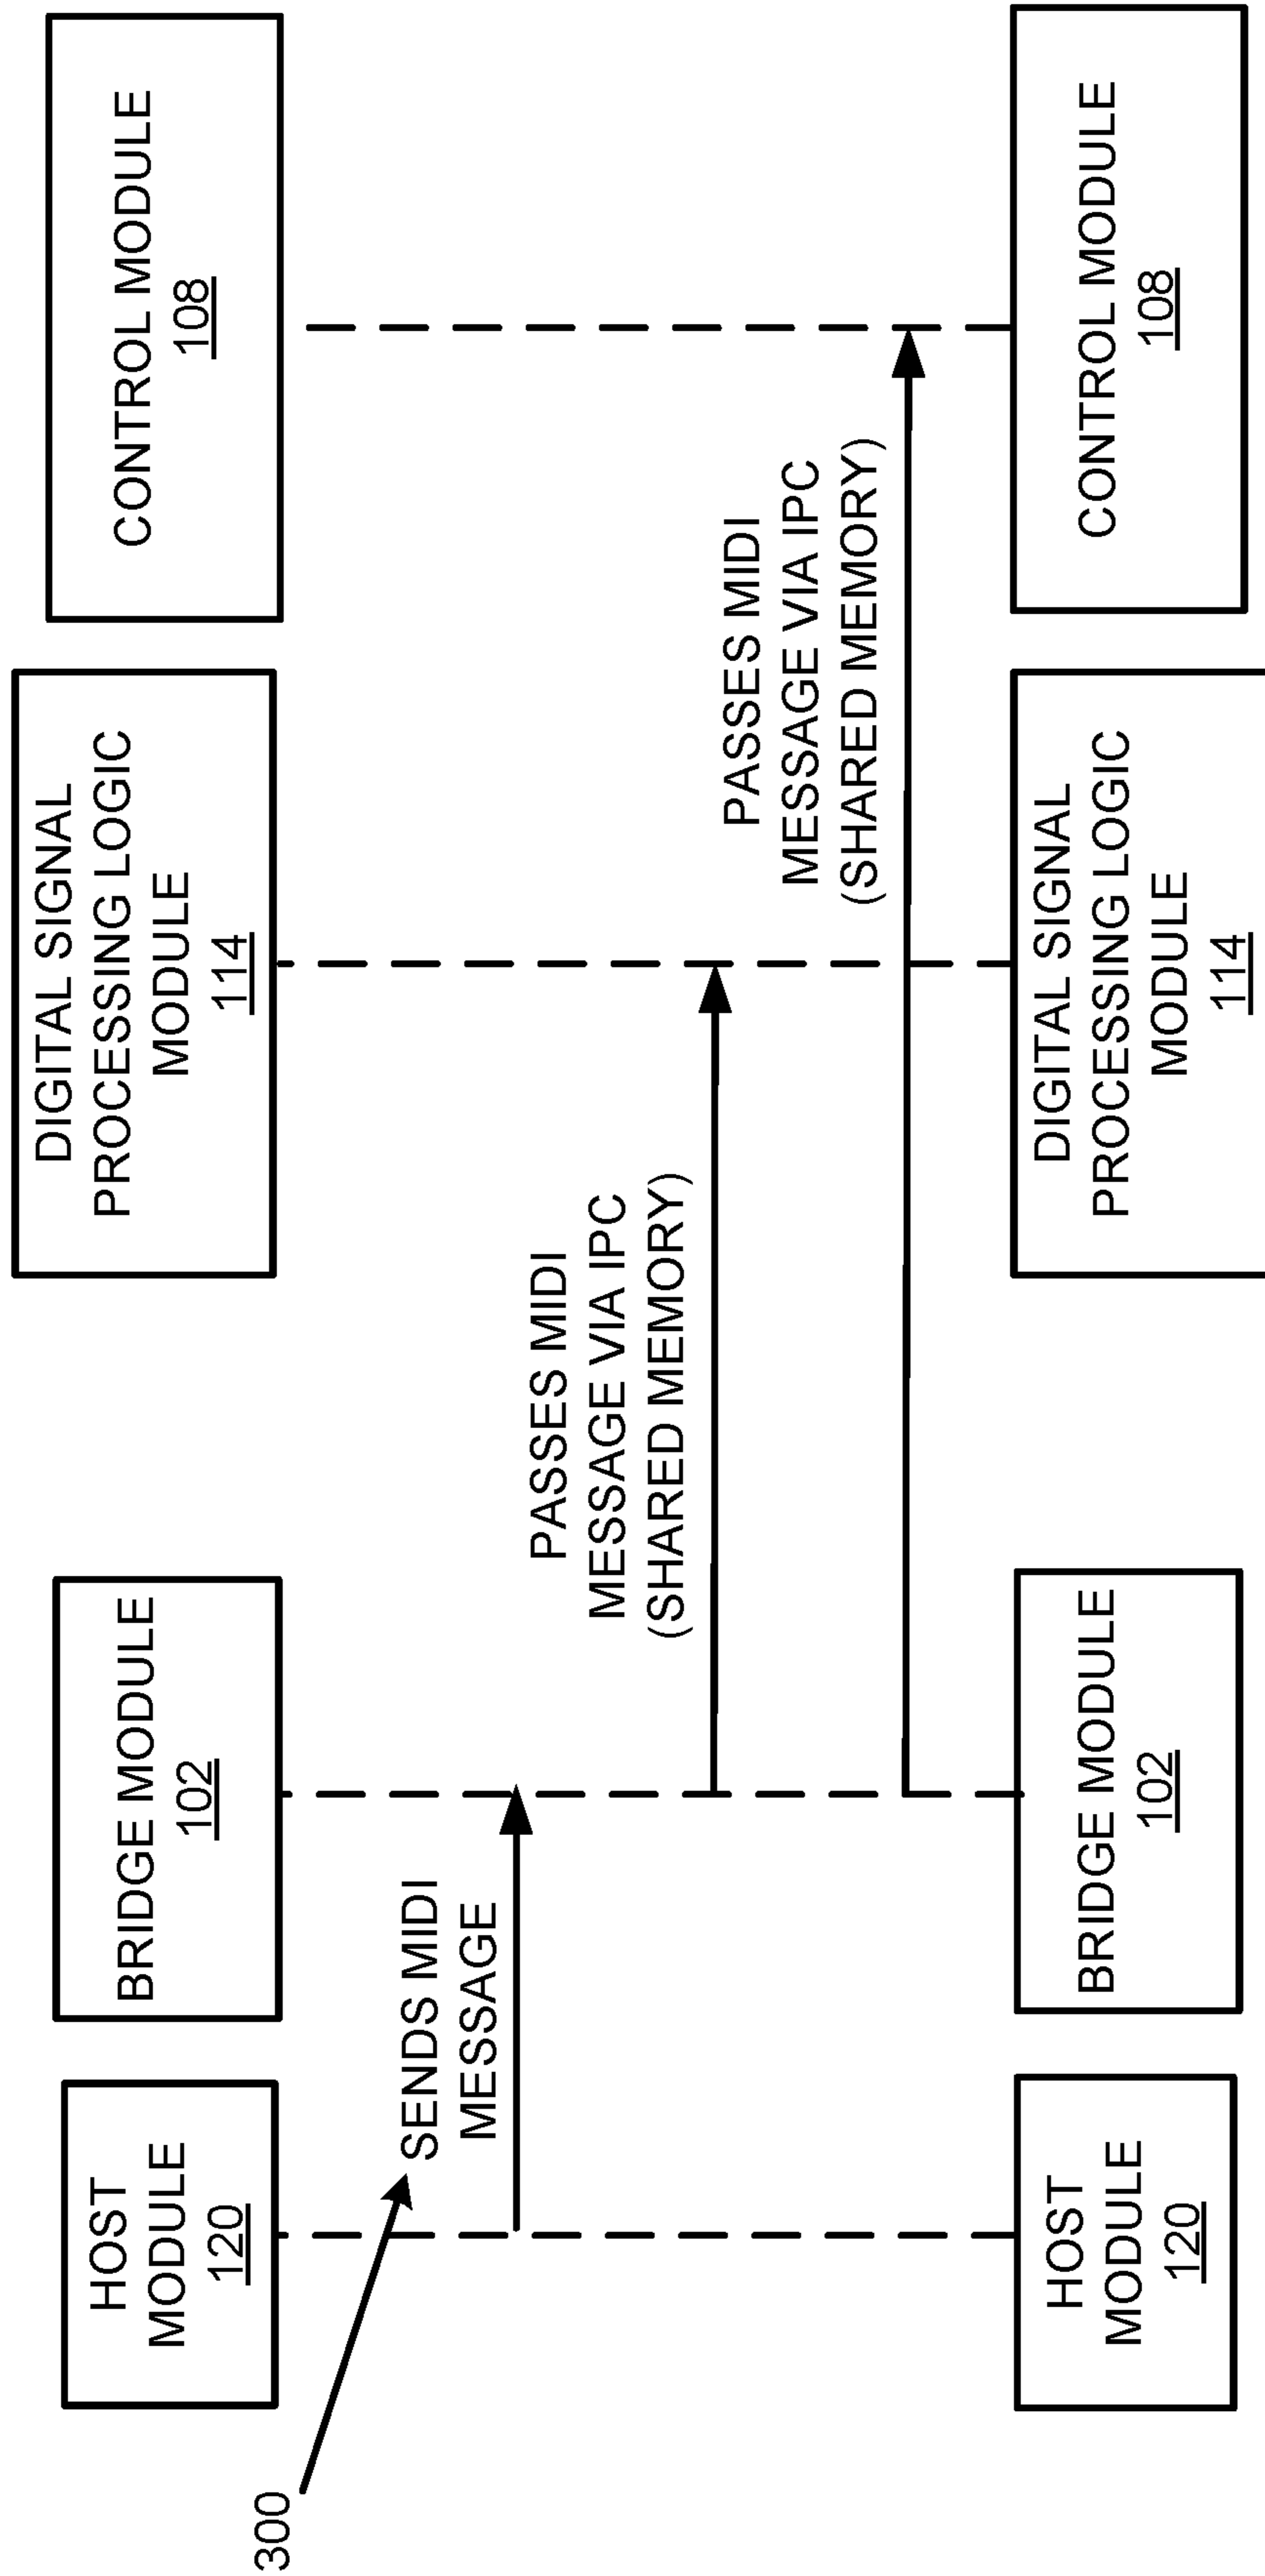 300
HOST
MODULE
120
BRIDGE MODULE
102
DIGITAL SIGNAL
PROCESSING LOGIC
MODULE
114
CONTROL MODULE
108
SENDS MIDI
MESSAGE
PASSES MIDI
MESSAGE VIA IPC
(SHARED MEMORY)
PASSES MIDI
MESSAGE VIA IPC
(SHARED MEMORY)
HOST
MODULE
120
BRIDGE MODULE
102
DIGITAL SIGNAL
PROCESSING LOGIC
MODULE
114
CONTROL MODULE
108